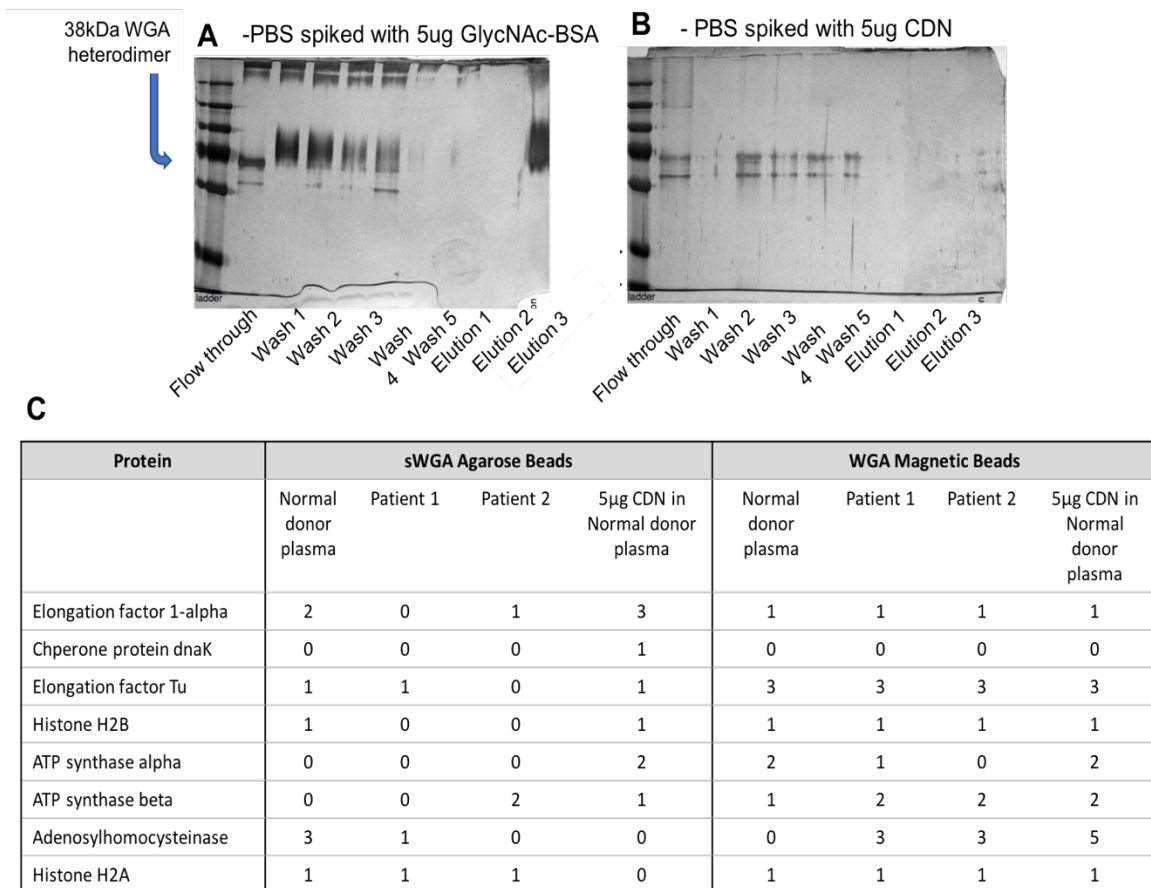 38kDa WGA
heterodimer
A -PBS spiked with 5ug GlycNAc-BSA
B - PBS spiked with 5ug CDN
ladder
on
Flow through
Wash 1
Wash 2
Wash 3
Wash
4 Wash 5
Elution 1
Elution 2
Elution 3
ladder
Flow through
Wash 1
Wash 2
Wash 3
Wash
4 Wash 5
Elution 1
Elution 2
Elution 3
C
Protein sWGA Agarose Beads WGA Magnetic Beads
Normal donor plasma Patient 1 Patient 2 5µg CDN in Normal donor plasma Normal donor plasma Patient 1 Patient 2 5µg CDN in Normal donor plasma
Elongation factor 1-alpha 2 0 1 3 1 1 1 1
Chperone protein dnaK 0 0 0 1 0 0 0 0
Elongation factor Tu 1 1 0 1 3 3 3 3
Histone H2B 1 0 0 1 1 1 1 1
ATP synthase alpha 0 0 0 2 2 1 0 2
ATP synthase beta 0 0 2 1 1 2 2 2
Adenosylhomocysteinase 3 1 0 0 0 3 3 5
Histone H2A 1 1 1 0 1 1 1 1